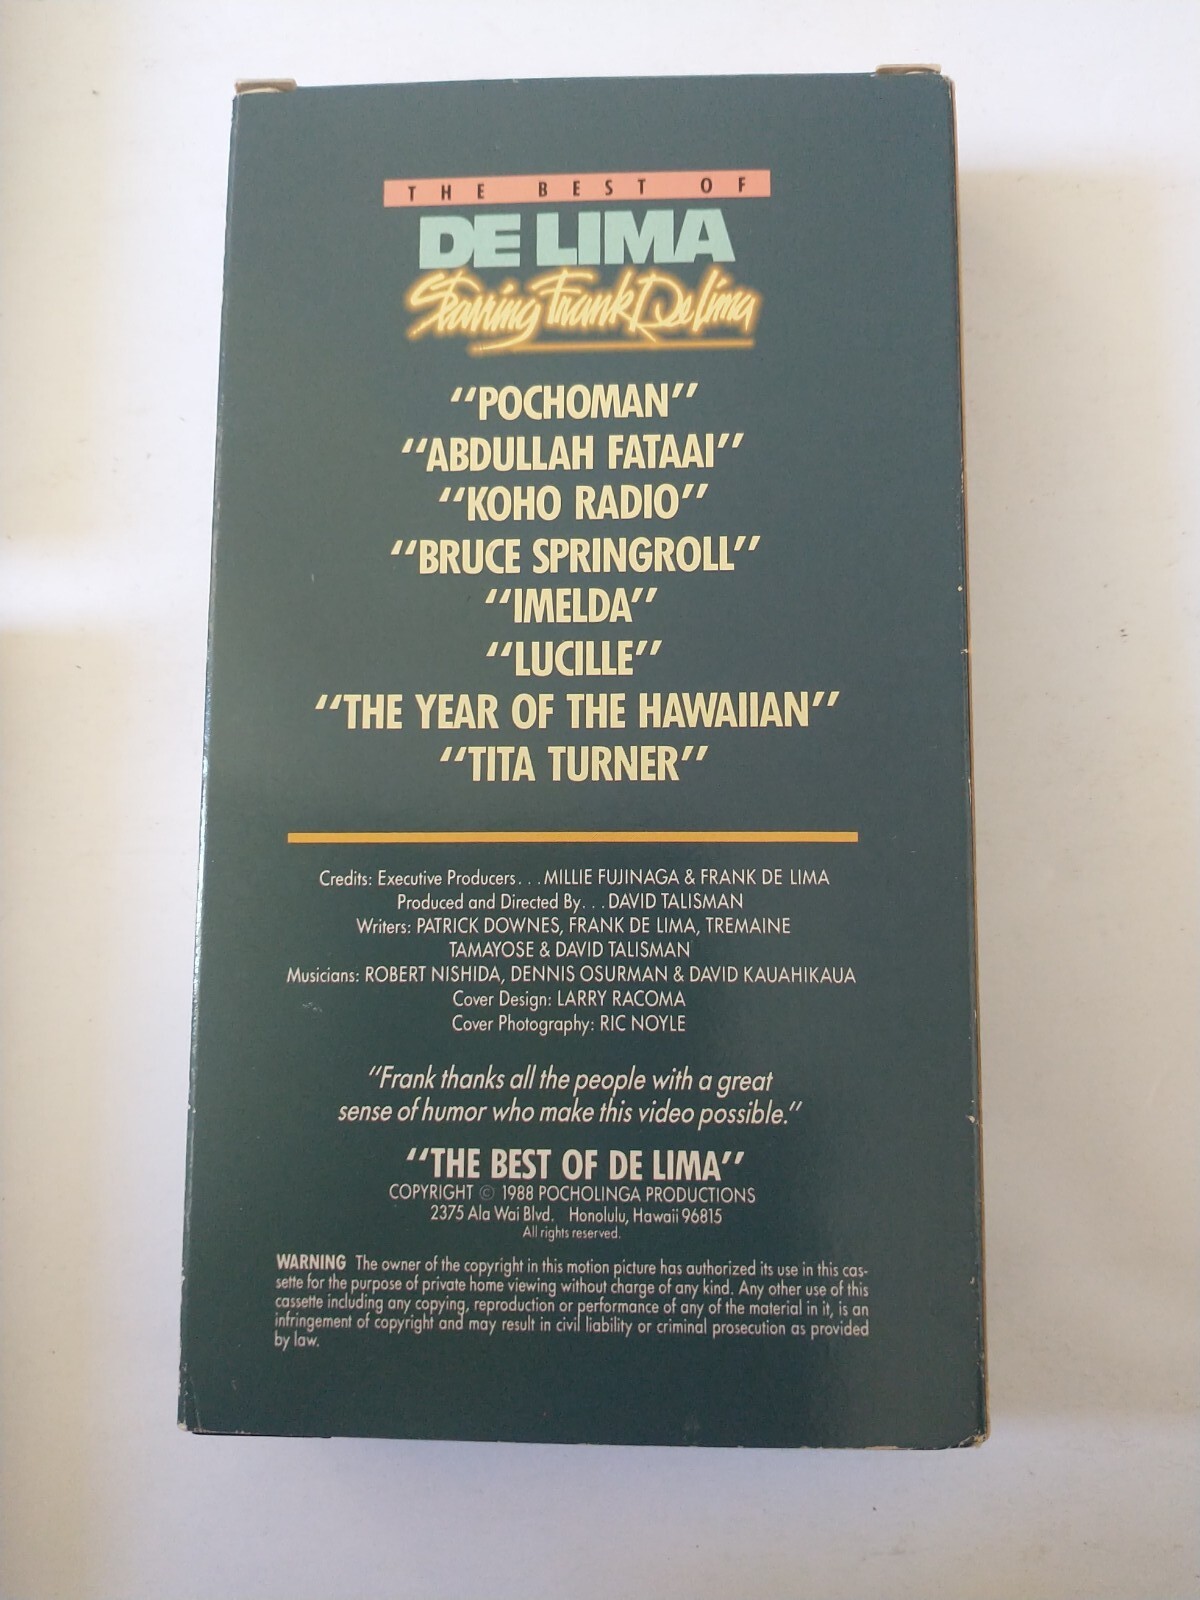 THE BEST OF
DE LIMA
Starring Frank De Lima
"POCHOMAN"
"ABDULLAH FATAAI"
"KOHO RADIO"
"BRUCE SPRINGROLL"
"IMELDA"
"LUCILLE"
"THE YEAR OF THE HAWAIIAN"
"TITA TURNER"
Credits: Executive Producers. . .MILLIE FUJINAGA & FRANK DE LIMA
Produced and Directed By. . .DAVID TALISMAN
Writers: PATRICK DOWNES, FRANK DE LIMA, TREMAINE
TAMAYOSE & DAVID TALISMAN
Musicians: ROBERT NISHIDA, DENNIS OSURMAN & DAVID KAUAHIKAUA
Cover Design: LARRY RACOMA
Cover Photography: RIC NOYLE
"Frank thanks all the people with a great
sense of humor who make this video possible."
"THE BEST OF DE LIMA"
COPYRIGHT © 1988 POCHOLINGA PRODUCTIONS
2375 Ala Wai Blvd. Honolulu, Hawaii 96815
All rights reserved.
WARNING The owner of the copyright in this motion picture has authorized its use in this cas-
sette for the purpose of private home viewing without charge of any kind. Any other use of this
cassette including any copying, reproduction or performance of any of the material in it, is an
infringement of copyright and may result in civil liability or criminal prosecution as provided
by law.